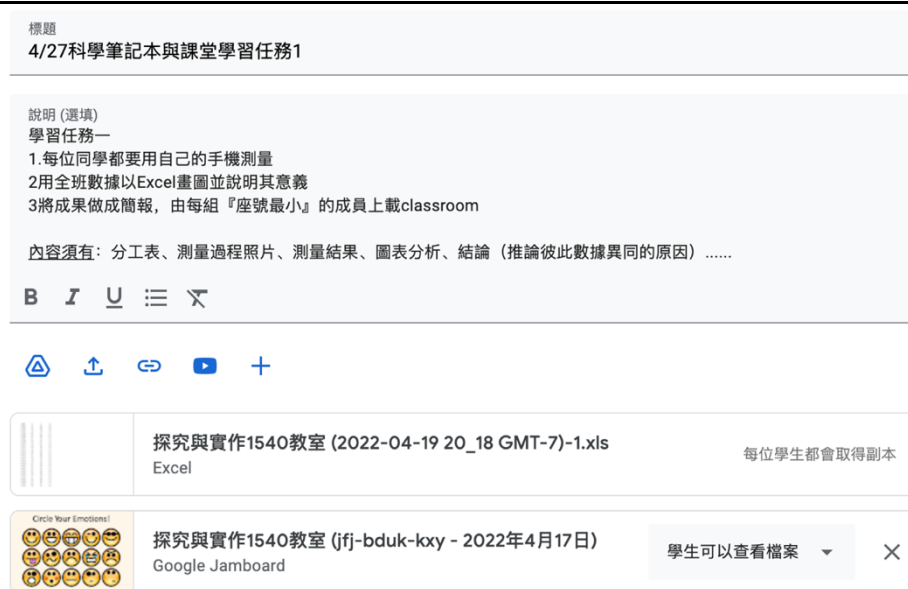 標題
4/27科學筆記本與課堂學習任務1
說明 (選填)
學習任務一
1.每位同學都要用自己的手機測量
2用全班數據以Excel畫圖並說明其意義
3將成果做成簡報，由每組『座號最小』的成員上載classroom
內容須有：分工表、測量過程照片、測量結果、圖表分析、結論（推論彼此數據異同的原因）......
B I U
探究與實作1540教室 (2022-04-19 20_18 GMT-7)-1.xls
Excel
每位學生都會取得副本
Circle Your Emotions!
探究與實作1540教室 (jfj-bduk-kxy - 2022年4月17日)
Google Jamboard
學生可以查看檔案